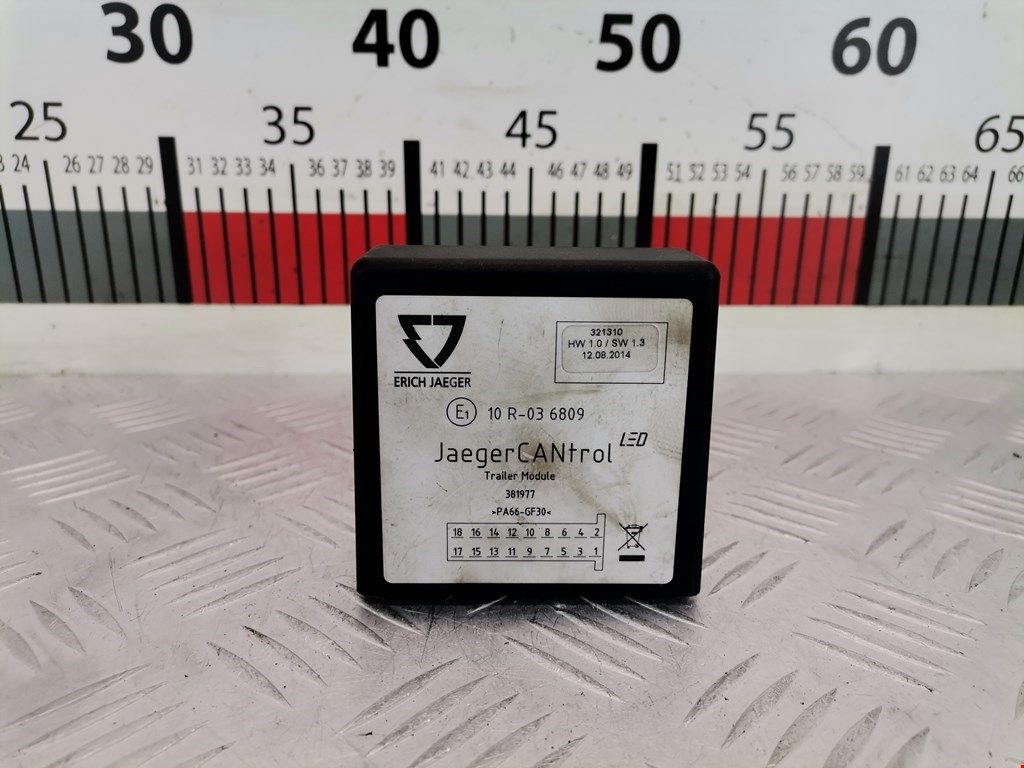 30 40 50 60
25 35 45 55 65
24 26 27 28 29 31 32 33 34 36 37 38 39 41 42 43 44 46 47 48 49 51 52 53 54 56 57 58 59 61 62 63 64 66
321310
HW 1.0 / SW 1.3
12.08.2014
ERICH JAEGER
E1 10 R-03 6809
JaegerCANtrol LED
Trailer Module
381977
>PA66-GF30<
18 16 14 12 10 8 6 4 2
17 15 13 11 9 7 5 3 1